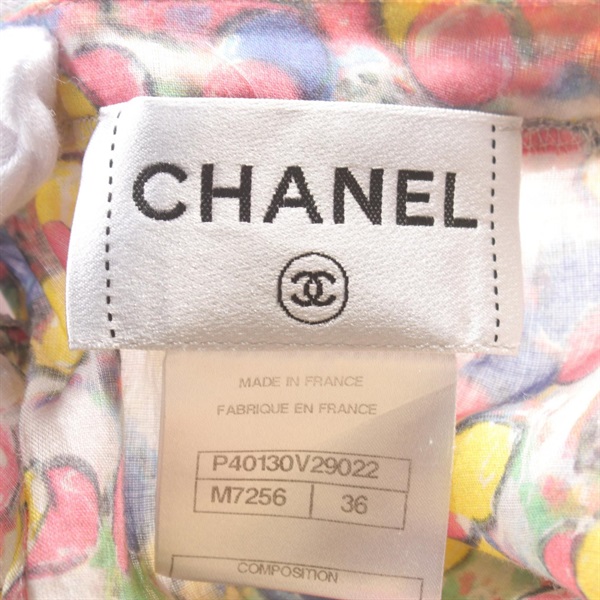 CHANEL
MADE IN FRANCE
FABRIQUE EN FRANCE
P40130V29022
M7256 36
COMPOSITION